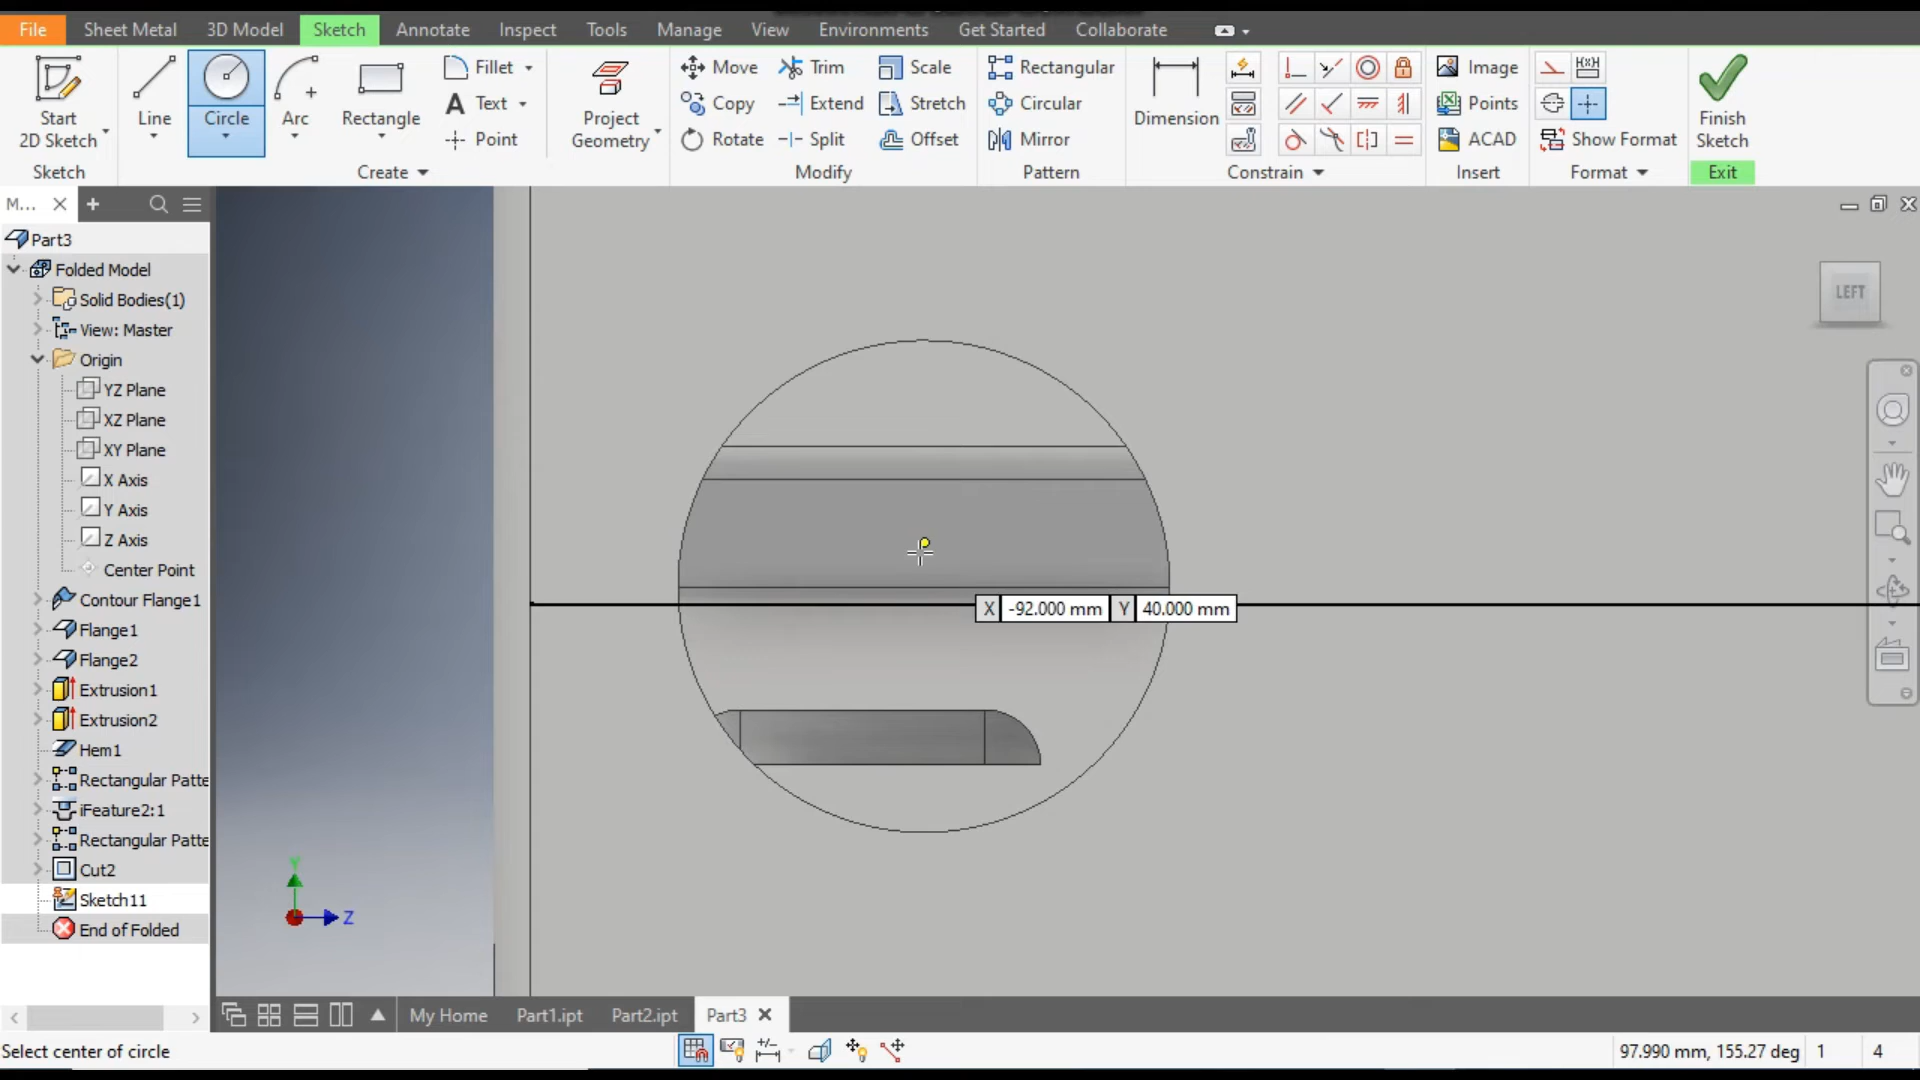 File Sheet Metal 3D Model Sketch Annotate Inspect Tools Manage View Environments Get Started Collaborate
Start
2D Sketch
Line
Circle
Arc
Rectangle
Fillet
Text
Point
Project
Geometry
Move
Copy
Rotate
Trim
Extend
Split
Scale
Stretch
Offset
Rectangular
Circular
Mirror
Dimension
Image
Points
ACAD
Show Format
Finish
Sketch
Sketch Create Modify Pattern Constrain Insert Format Exit
M...
Part3
Folded Model
Solid Bodies(1)
View: Master
Origin
YZ Plane
XZ Plane
XY Plane
X Axis
Y Axis
Z Axis
Center Point
Contour Flange1
Flange1
Flange2
Extrusion1
Extrusion2
Hem1
Rectangular Patte
iFeature2:1
Rectangular Patte
Cut2
Sketch11
End of Folded
LEFT
X -92.000 mm Y 40.000 mm
Y
Z
My Home Part1.ipt Part2.ipt Part3
Select center of circle
97.990 mm, 155.27 deg 1 4